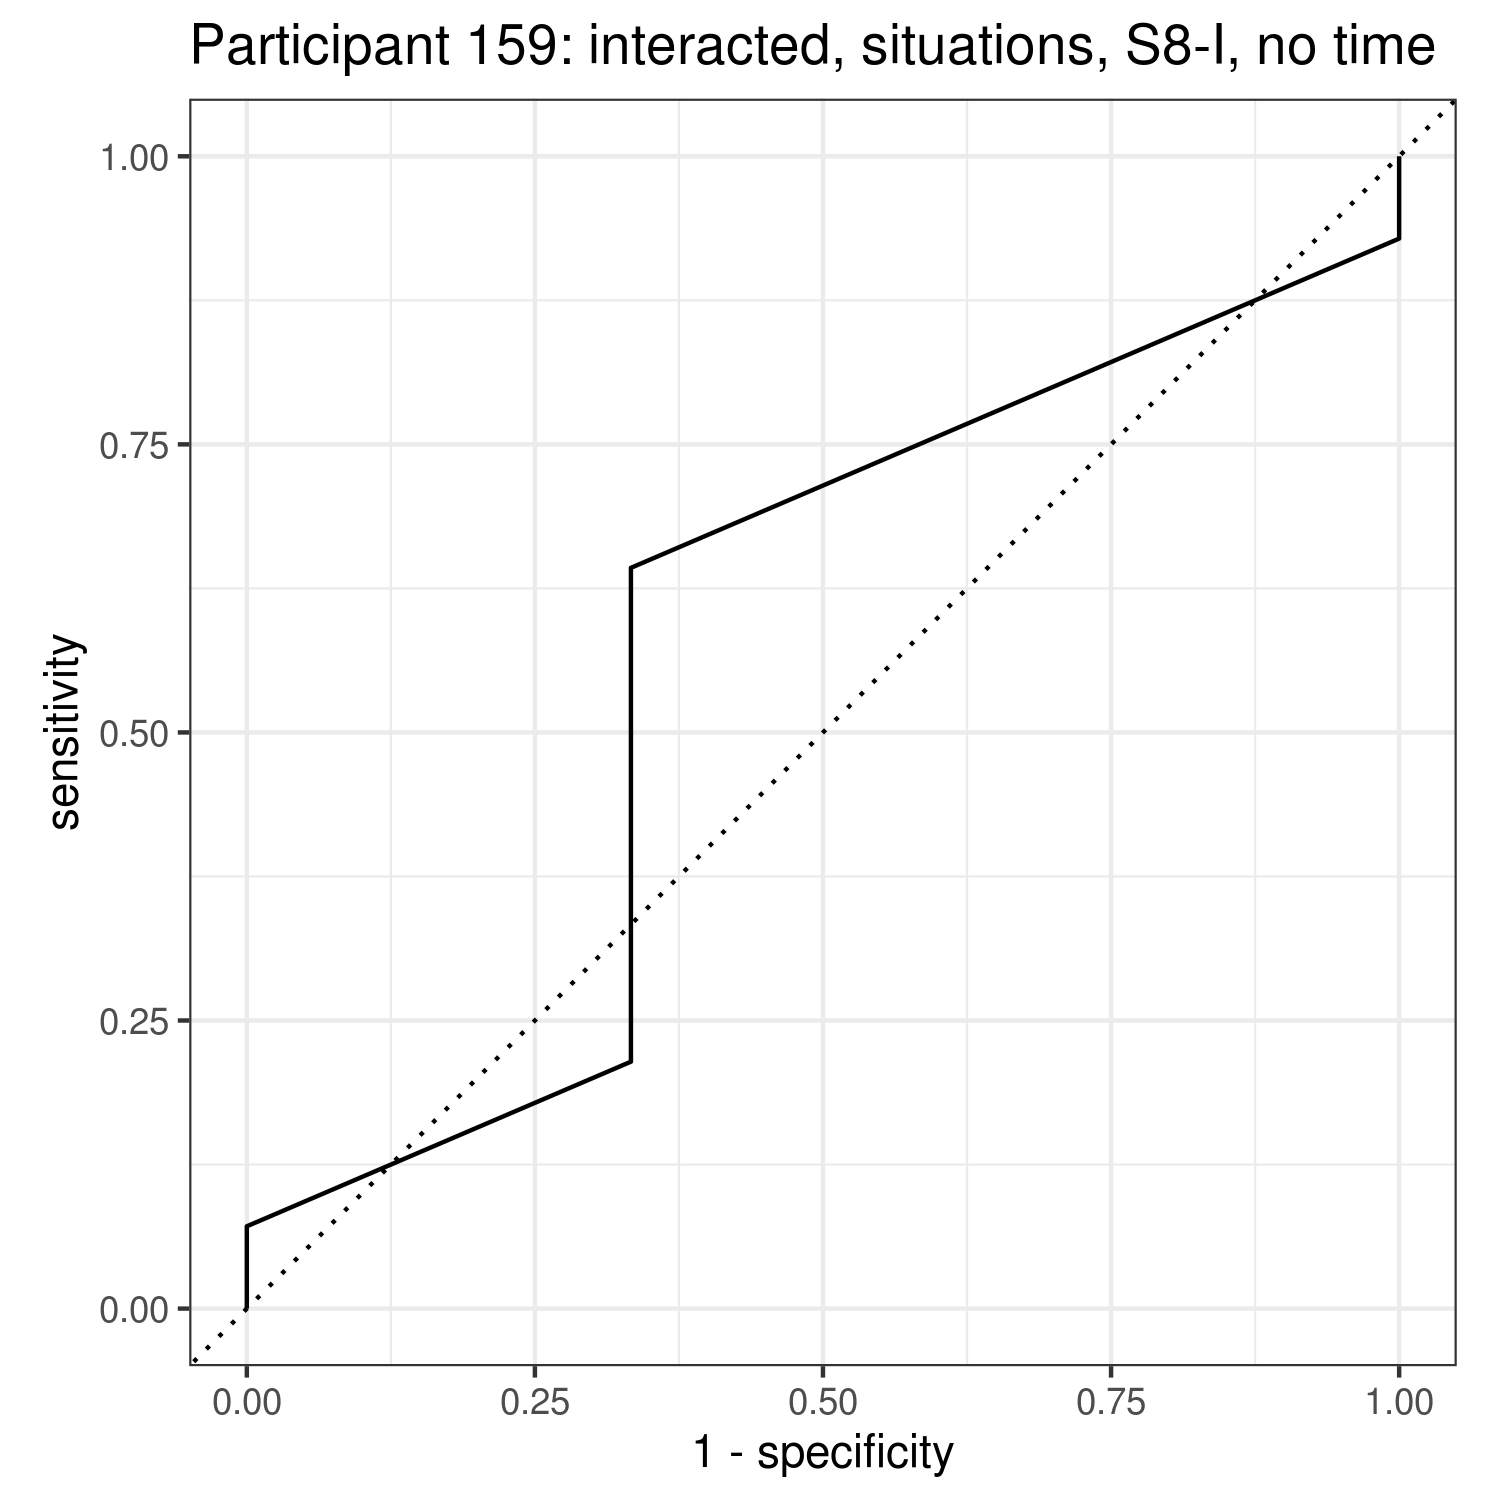 Participant 159: interacted, situations, S8-I, no time
1.00
0.75
0.50
0.25
0.00
sensitivity
0.00 0.25 0.50 0.75 1.00
1 - specificity